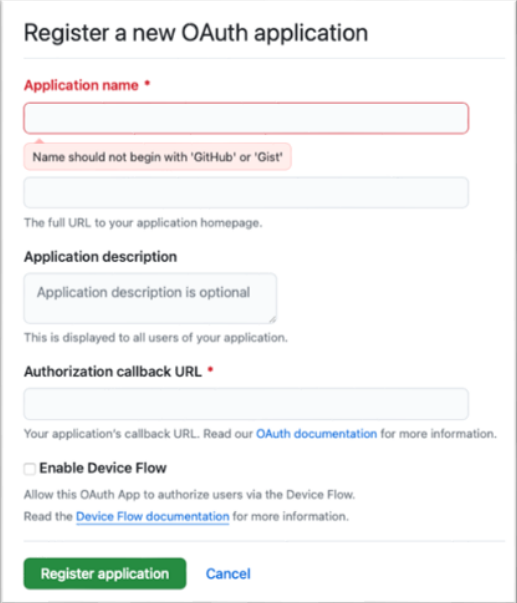 Register a new OAuth application
Application name *
Name should not begin with 'GitHub' or 'Gist'
The full URL to your application homepage.
Application description
Application description is optional
This is displayed to all users of your application.
Authorization callback URL *
Your application's callback URL. Read our OAuth documentation for more information.
Enable Device Flow
Allow this OAuth App to authorize users via the Device Flow.
Read the Device Flow documentation for more information.
Register application Cancel